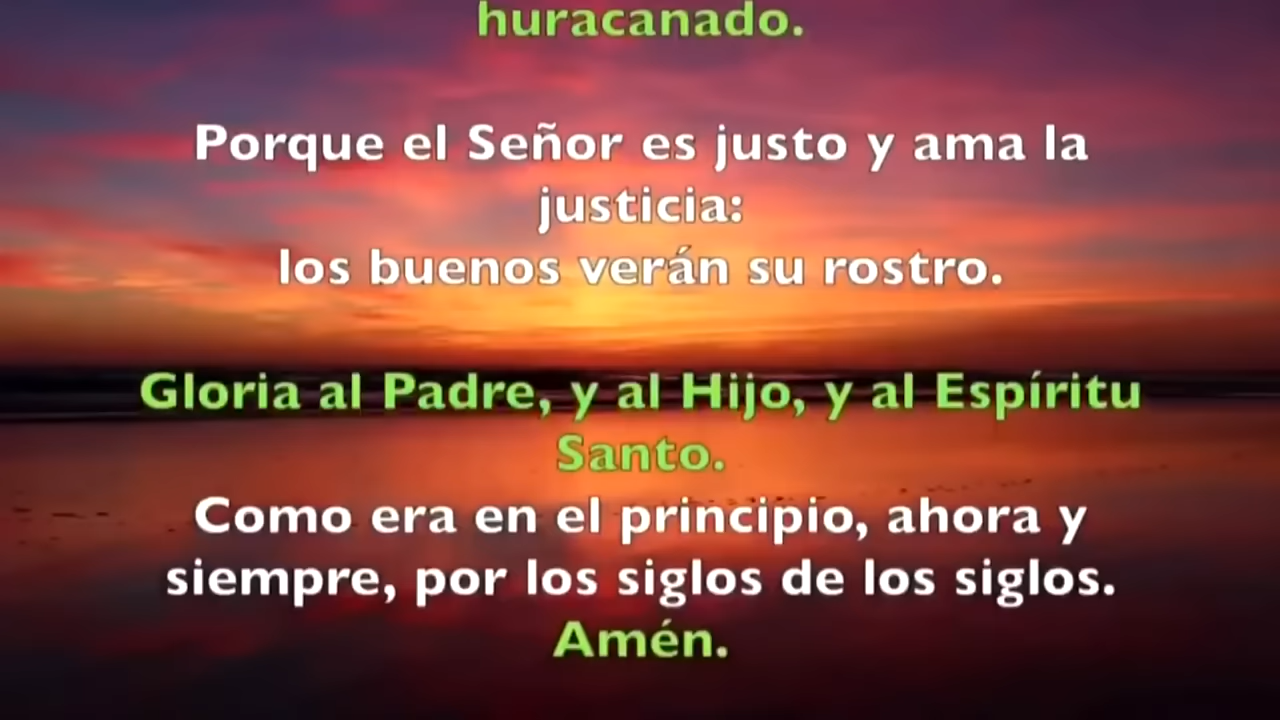 huracanado.
Porque el Señor es justo y ama la
justicia:
los buenos verán su rostro.
Gloria al Padre, y al Hijo, y al Espíritu
Santo.
Como era en el principio, ahora y
siempre, por los siglos de los siglos.
Amén.